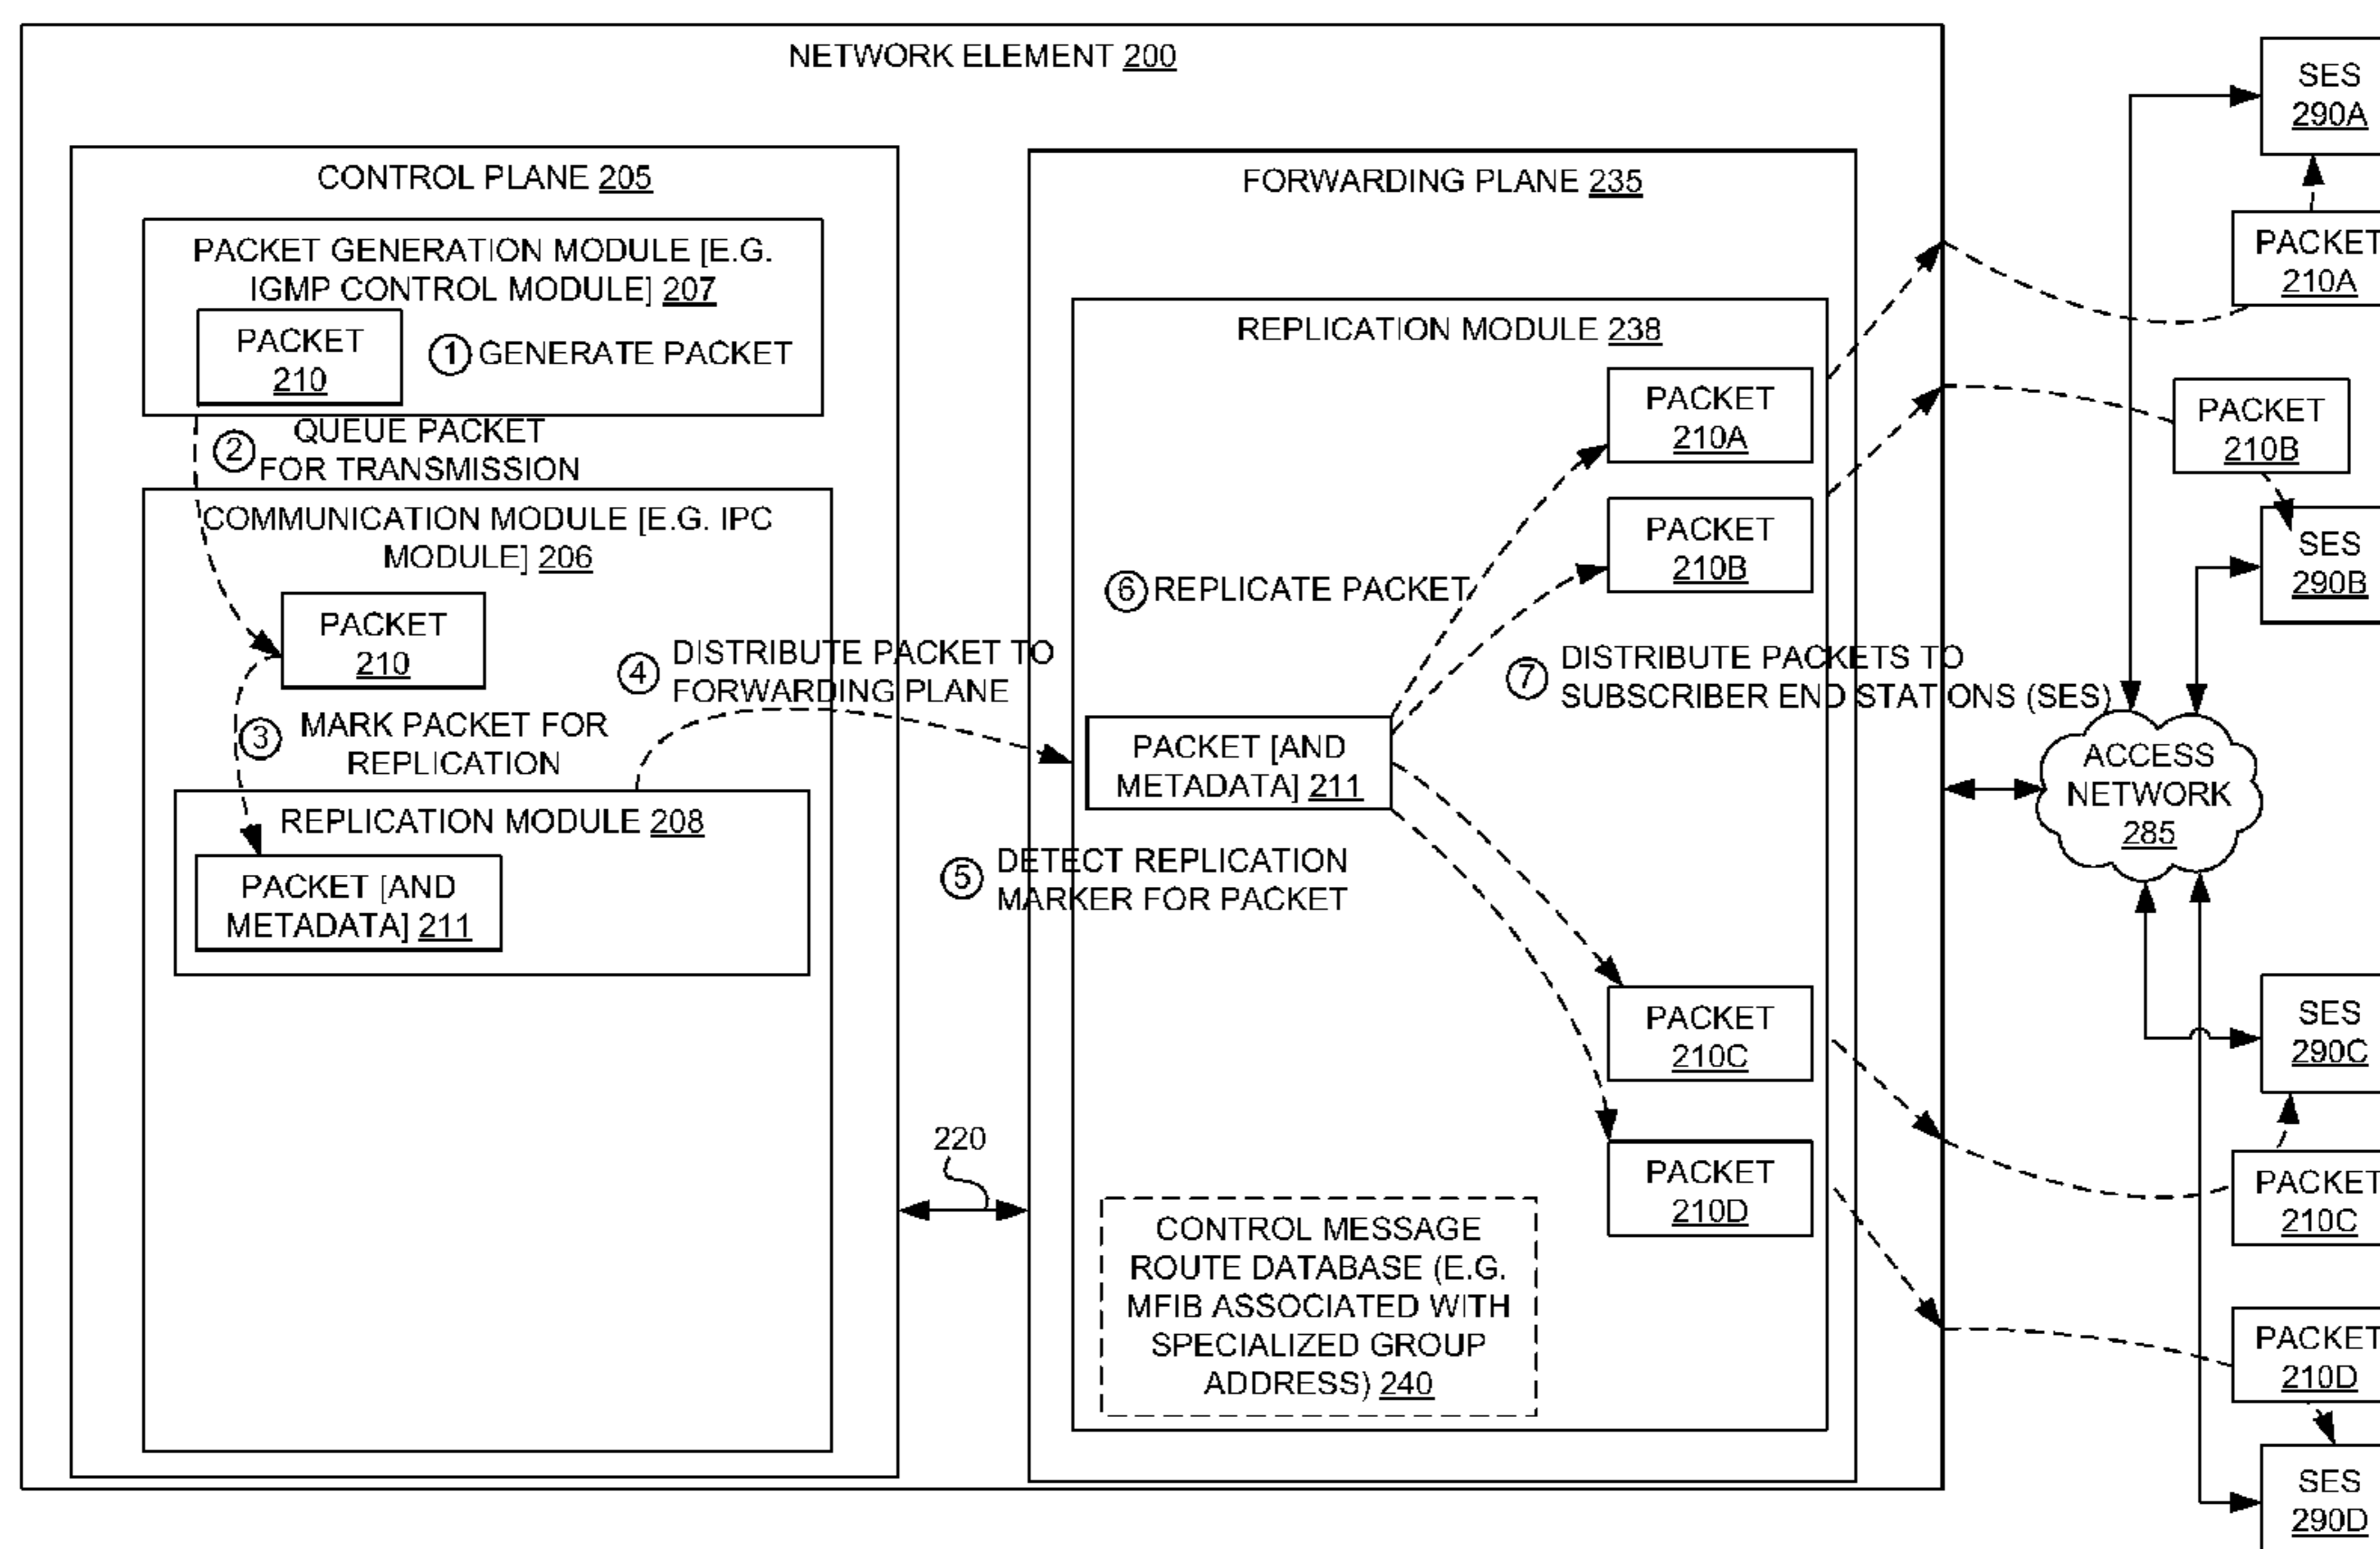 NETWORK ELEMENT 200
CONTROL PLANE 205
PACKET GENERATION MODULE [E.G.
IGMP CONTROL MODULE] 207
PACKET
210
1 GENERATE PACKET
2 QUEUE PACKET
FOR TRANSMISSION
COMMUNICATION MODULE [E.G. IPC
MODULE] 206
PACKET
210
3 MARK PACKET FOR
REPLICATION
REPLICATION MODULE 208
PACKET [AND
METADATA] 211
4 DISTRIBUTE PACKET TO
FORWARDING PLANE
5 DETECT REPLICATION
MARKER FOR PACKET
220
FORWARDING PLANE 235
REPLICATION MODULE 238
PACKET
210A
PACKET
210B
6 REPLICATE PACKET
7 DISTRIBUTE PACKETS TO
SUBSCRIBER END STATIONS (SES)
PACKET [AND
METADATA] 211
PACKET
210C
PACKET
210D
CONTROL MESSAGE
ROUTE DATABASE (E.G.
MFIB ASSOCIATED WITH
SPECIALIZED GROUP
ADDRESS) 240
SES
290A
PACKET
210A
PACKET
210B
SES
290B
ACCESS
NETWORK
285
SES
290C
PACKET
210C
PACKET
210D
SES
290D